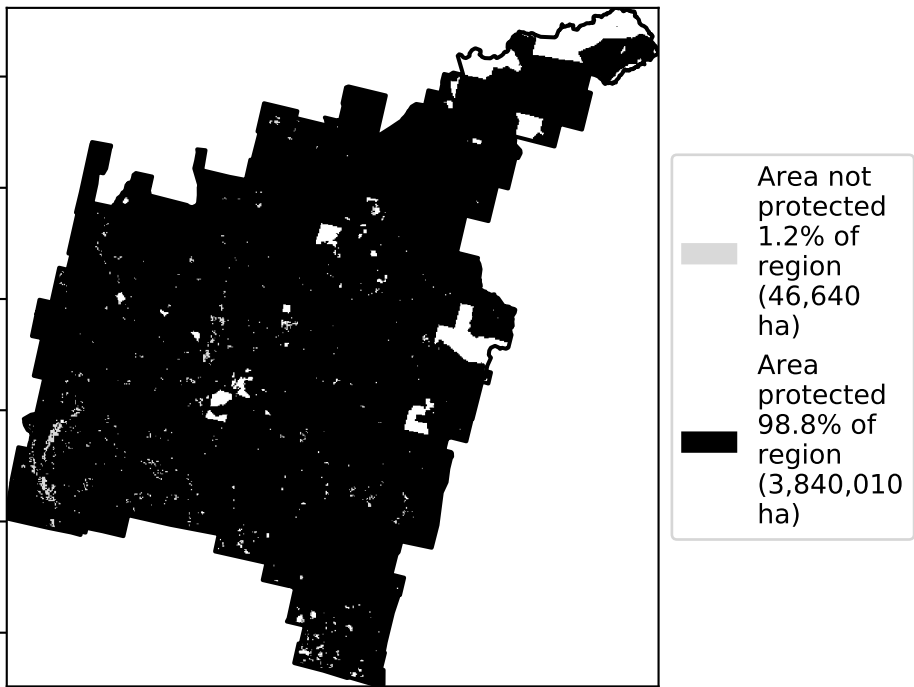 Area not
protected
1.2% of
region
(46,640
ha)
Area
protected
98.8% of
region
(3,840,010
ha)